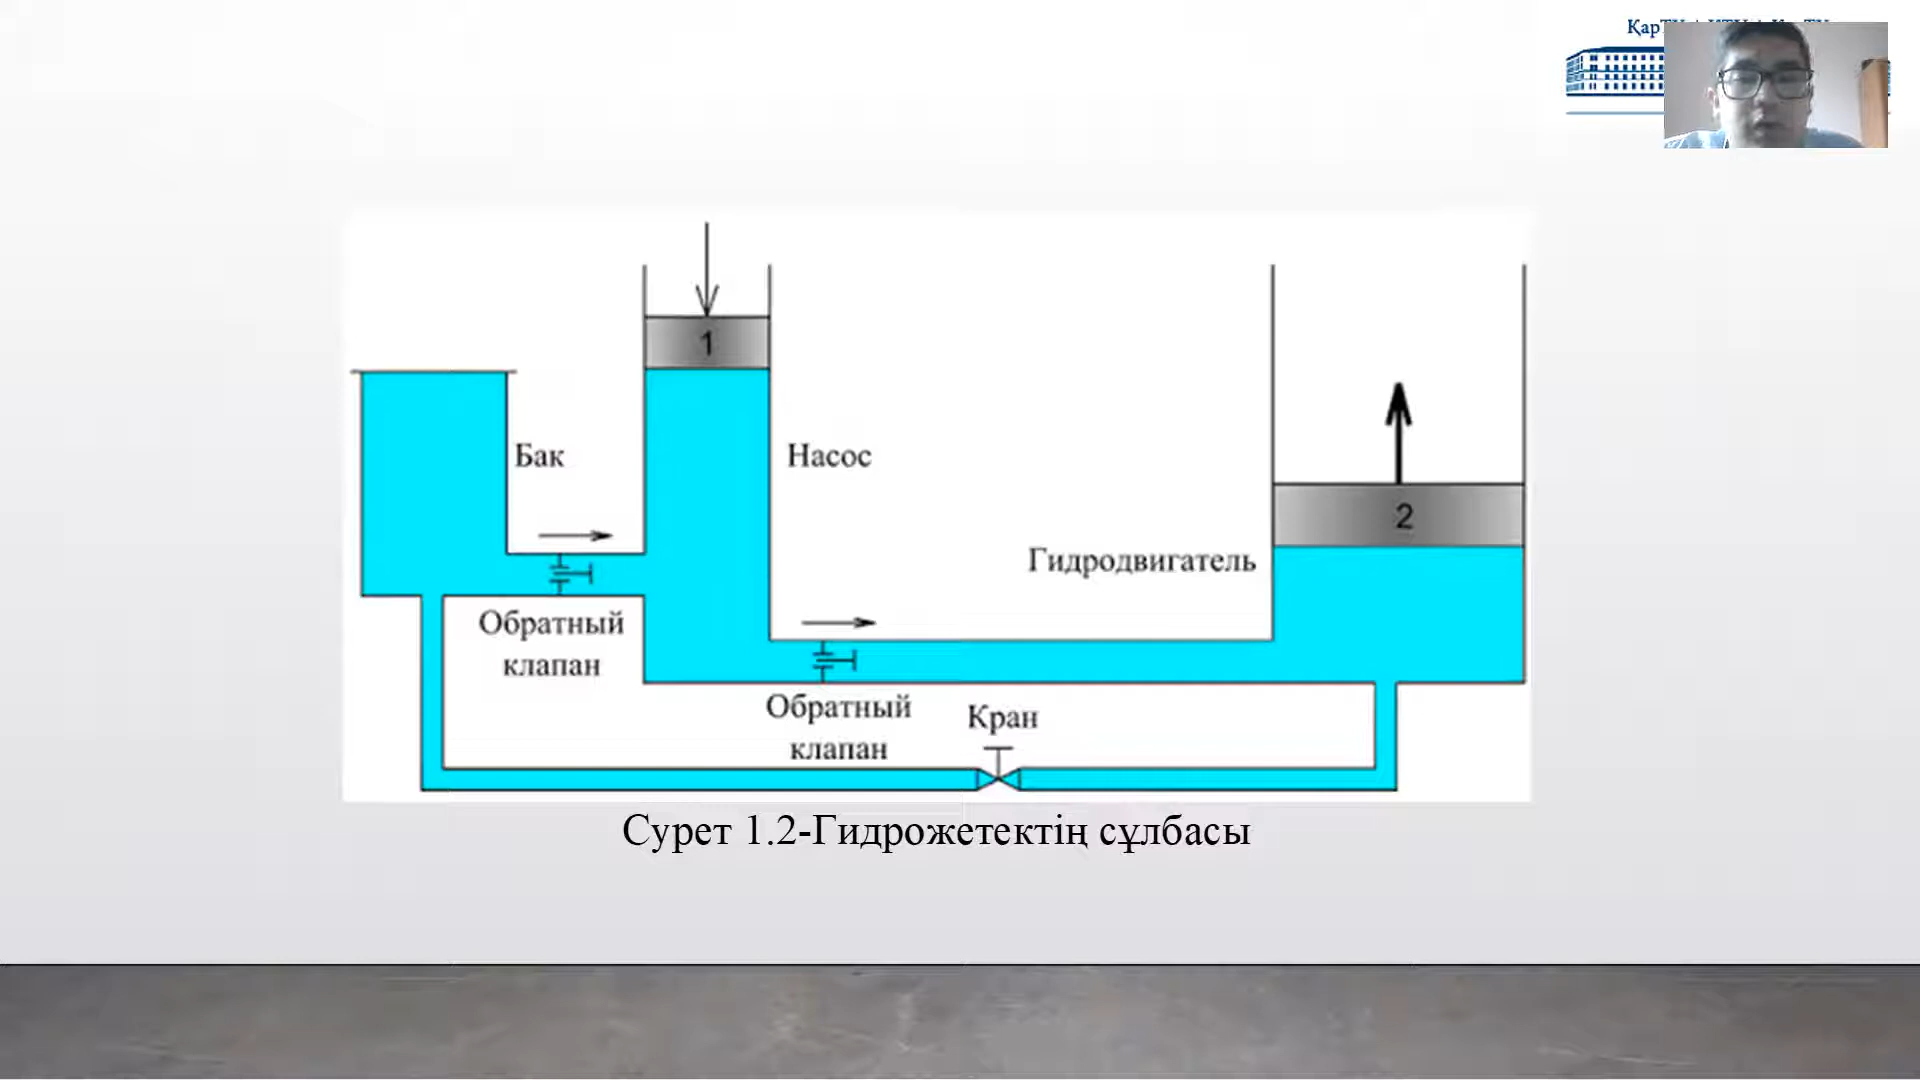 1
Бак
Насос
2
Гидродвигатель
Обратный
клапан
Обратный
клапан
Кран
Сурет 1.2-Гидрожетектің сұлбасы